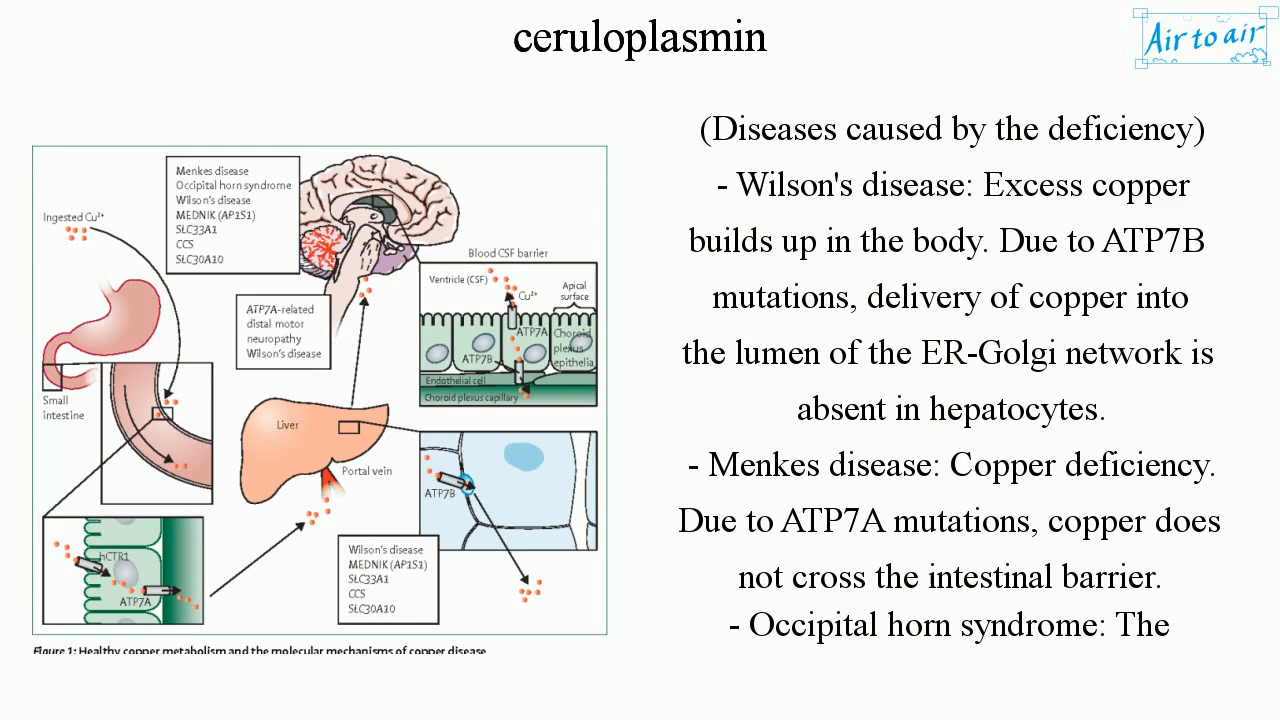 ceruloplasmin
Air to air
(Diseases caused by the deficiency)
- Wilson's disease: Excess copper
builds up in the body. Due to ATP7B
mutations, delivery of copper into
the lumen of the ER-Golgi network is
absent in hepatocytes.
- Menkes disease: Copper deficiency.
Due to ATP7A mutations, copper does
not cross the intestinal barrier.
- Occipital horn syndrome: The
Menkes disease
Occipital horn syndrome
Wilson's disease
MEDNIK (AP1S1)
SLC33A1
CCS
SLC30A10
Ingested Cu²⁺
Blood CSF barrier
Ventricle (CSF)
Cu²⁺
Apical
surface
ATP7A
ATP7B
Choroid
plexus
epithelia
Endothelial cell
Choroid plexus capillary
ATP7A-related
distal motor
neuropathy
Wilson's disease
Small
intestine
Liver
Portal vein
ATP7B
hCTR1
ATP7A
Wilson's disease
MEDNIK (AP1S1)
SLC33A1
CCS
SLC30A10
Figure 1: Healthy copper metabolism and the molecular mechanisms of copper disease